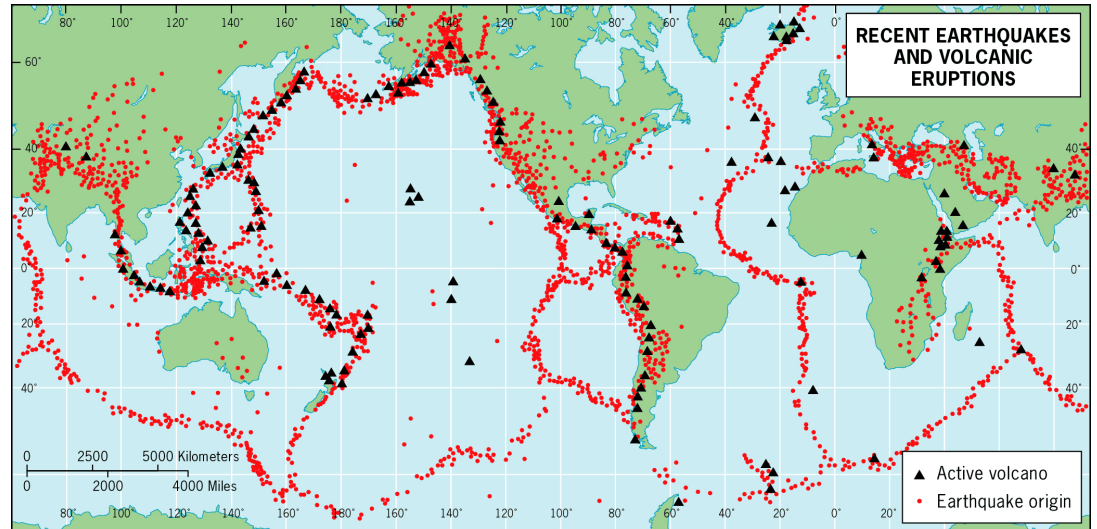 80° 100° 120° 140° 160° 180° 160° 140° 120° 100° 80° 60° 40° 0°
RECENT EARTHQUAKES
AND VOLCANIC
ERUPTIONS
60°
40° 40°
20° 20°
0° 0°
20° 20°
40° 40°
0 2500 5000 Kilometers
0 2000 4000 Miles
Active volcano
Earthquake origin
80° 100° 120° 140° 160° 180° 160° 140° 120° 100° 80° 60° 40° 0° 20°